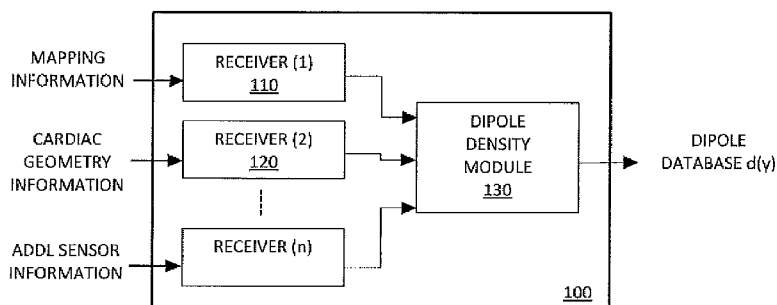 MAPPING
INFORMATION
RECEIVER (1)
110
CARDIAC
GEOMETRY
INFORMATION
RECEIVER (2)
120
DIPOLE
DENSITY
MODULE
130
DIPOLE
DATABASE d(y)
ADDL SENSOR
INFORMATION
RECEIVER (n)
100